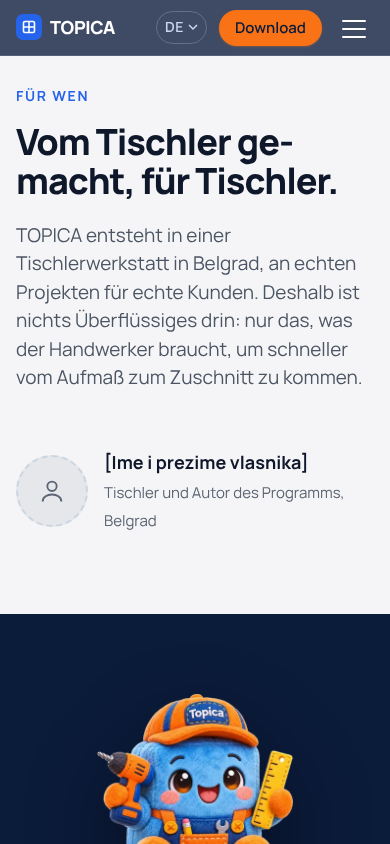 TOPICA
DE
Download
FÜR WEN
Vom Tischler ge-
macht, für Tischler.
TOPICA entsteht in einer
Tischlerwerkstatt in Belgrad, an echten
Projekten für echte Kunden. Deshalb ist
nichts Überflüssiges drin: nur das, was
der Handwerker braucht, um schneller
vom Aufmaß zum Zuschnitt zu kommen.
[Ime i prezime vlasnika]
Tischler und Autor des Programms,
Belgrad
Topica